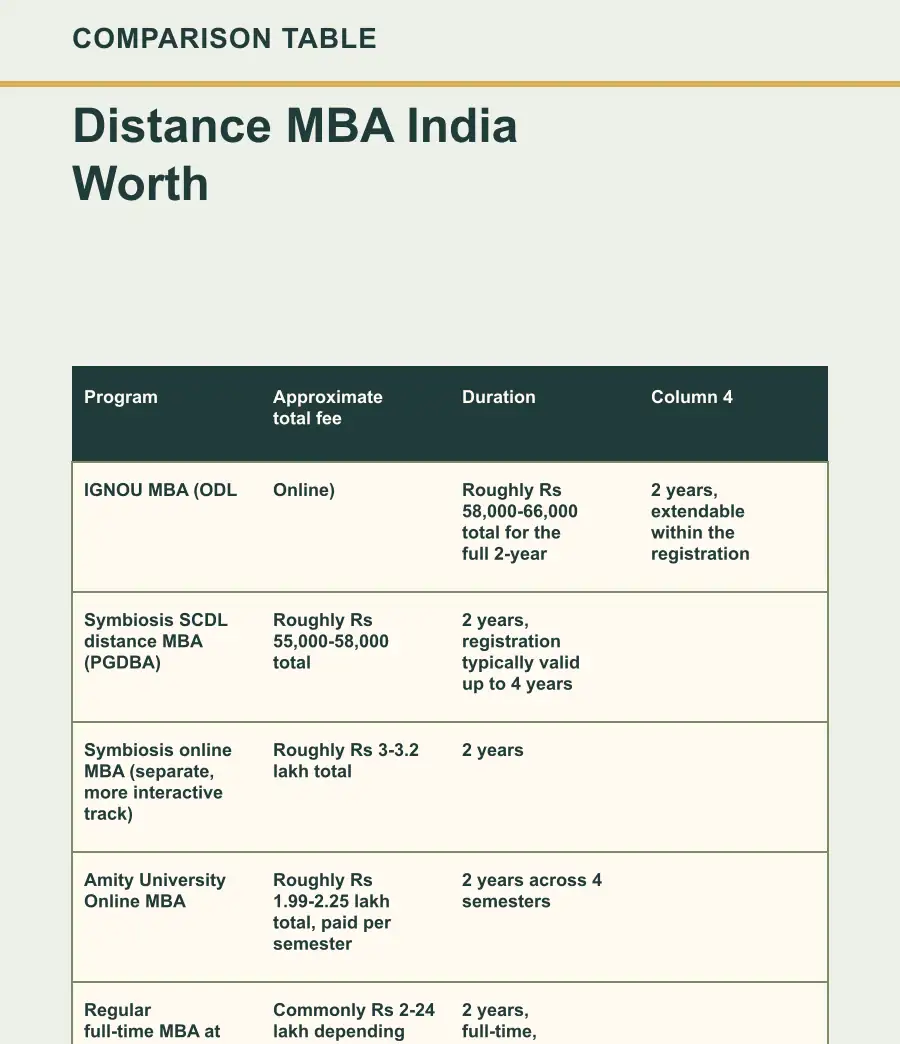 COMPARISON TABLE
Distance MBA India
Worth
Program
Approximate
total fee
Duration
Column 4
IGNOU MBA (ODL
Online)
Roughly Rs
58,000-66,000
total for the
full 2-year
2 years,
extendable
within the
registration
Symbiosis SCDL
distance MBA
(PGDBA)
Roughly Rs
55,000-58,000
total
2 years,
registration
typically valid
up to 4 years
Symbiosis online
MBA (separate,
more interactive
track)
Roughly Rs 3-3.2
lakh total
2 years
Amity University
Online MBA
Roughly Rs
1.99-2.25 lakh
total, paid per
semester
2 years across 4
semesters
Regular
full-time MBA at
Commonly Rs 2-24
lakh depending
2 years,
full-time,